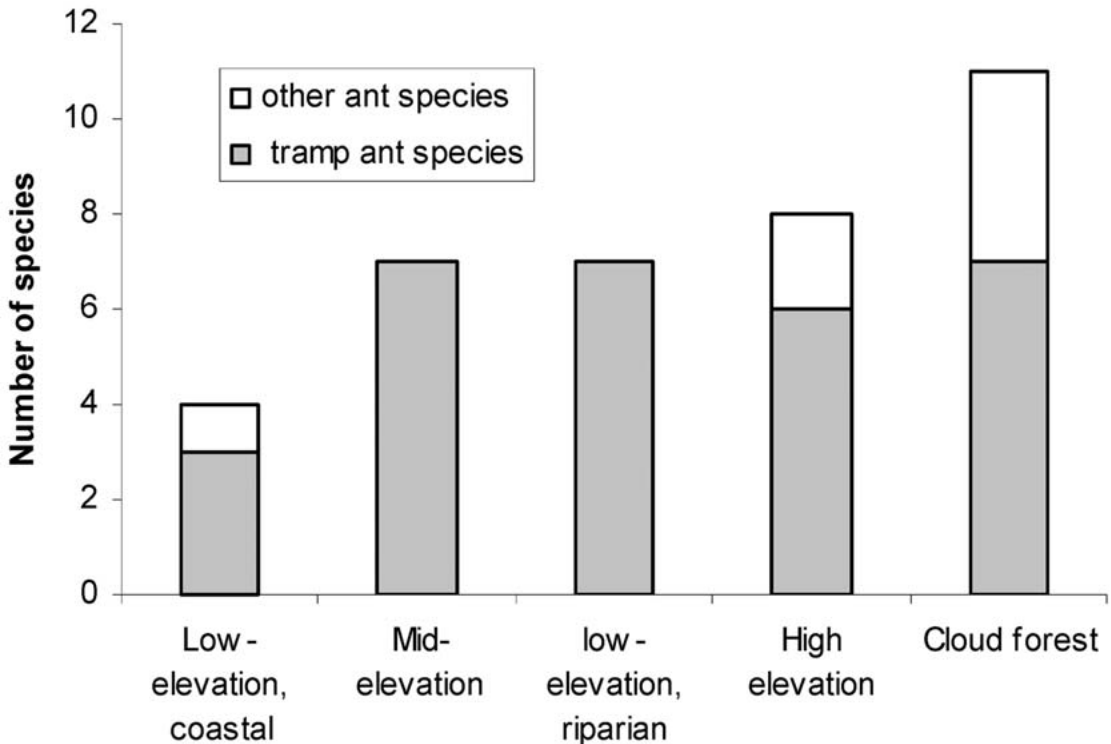 Number of species
12
10
8
6
4
2
0
other ant species
tramp ant species
Low -
elevation,
coastal
Mid-
elevation
low-
elevation,
riparian
High
elevation
Cloud forest